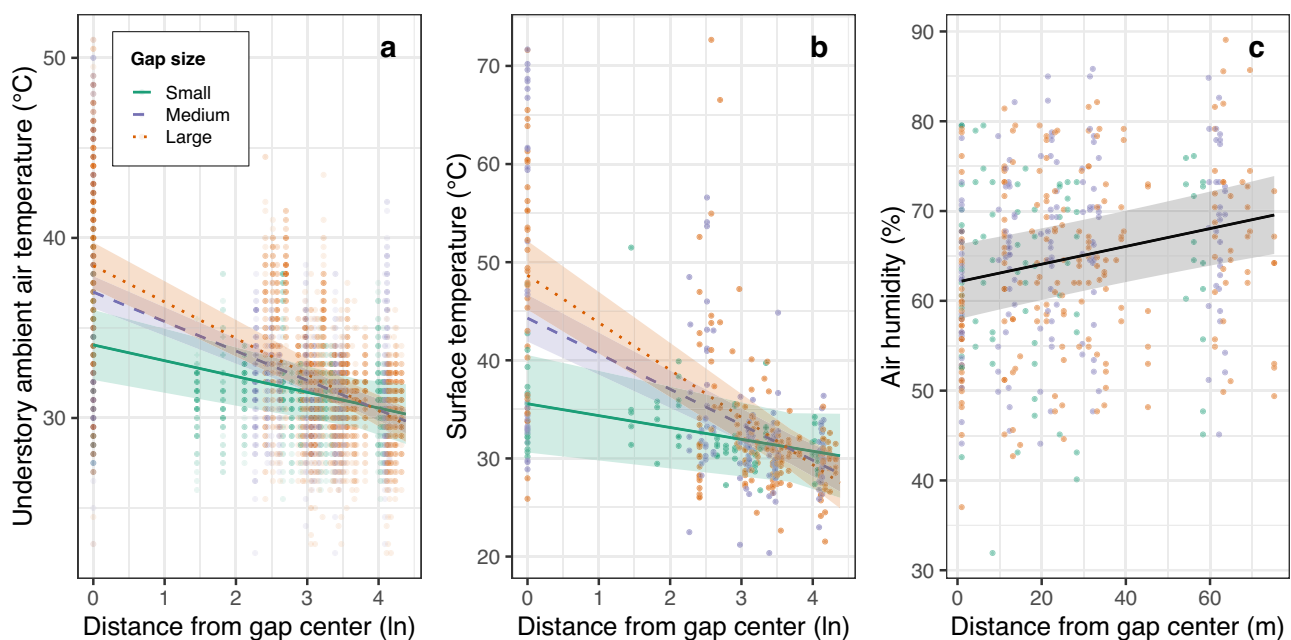 a
Gap size
Small
Medium
Large
50
40
30
0 1 2 3 4
Understory ambient air temperature (°C)
Distance from gap center (ln)
b
70
60
50
40
30
20
0 1 2 3 4
Surface temperature (°C)
Distance from gap center (ln)
c
90
80
70
60
50
40
30
0 20 40 60
Air humidity (%)
Distance from gap center (m)